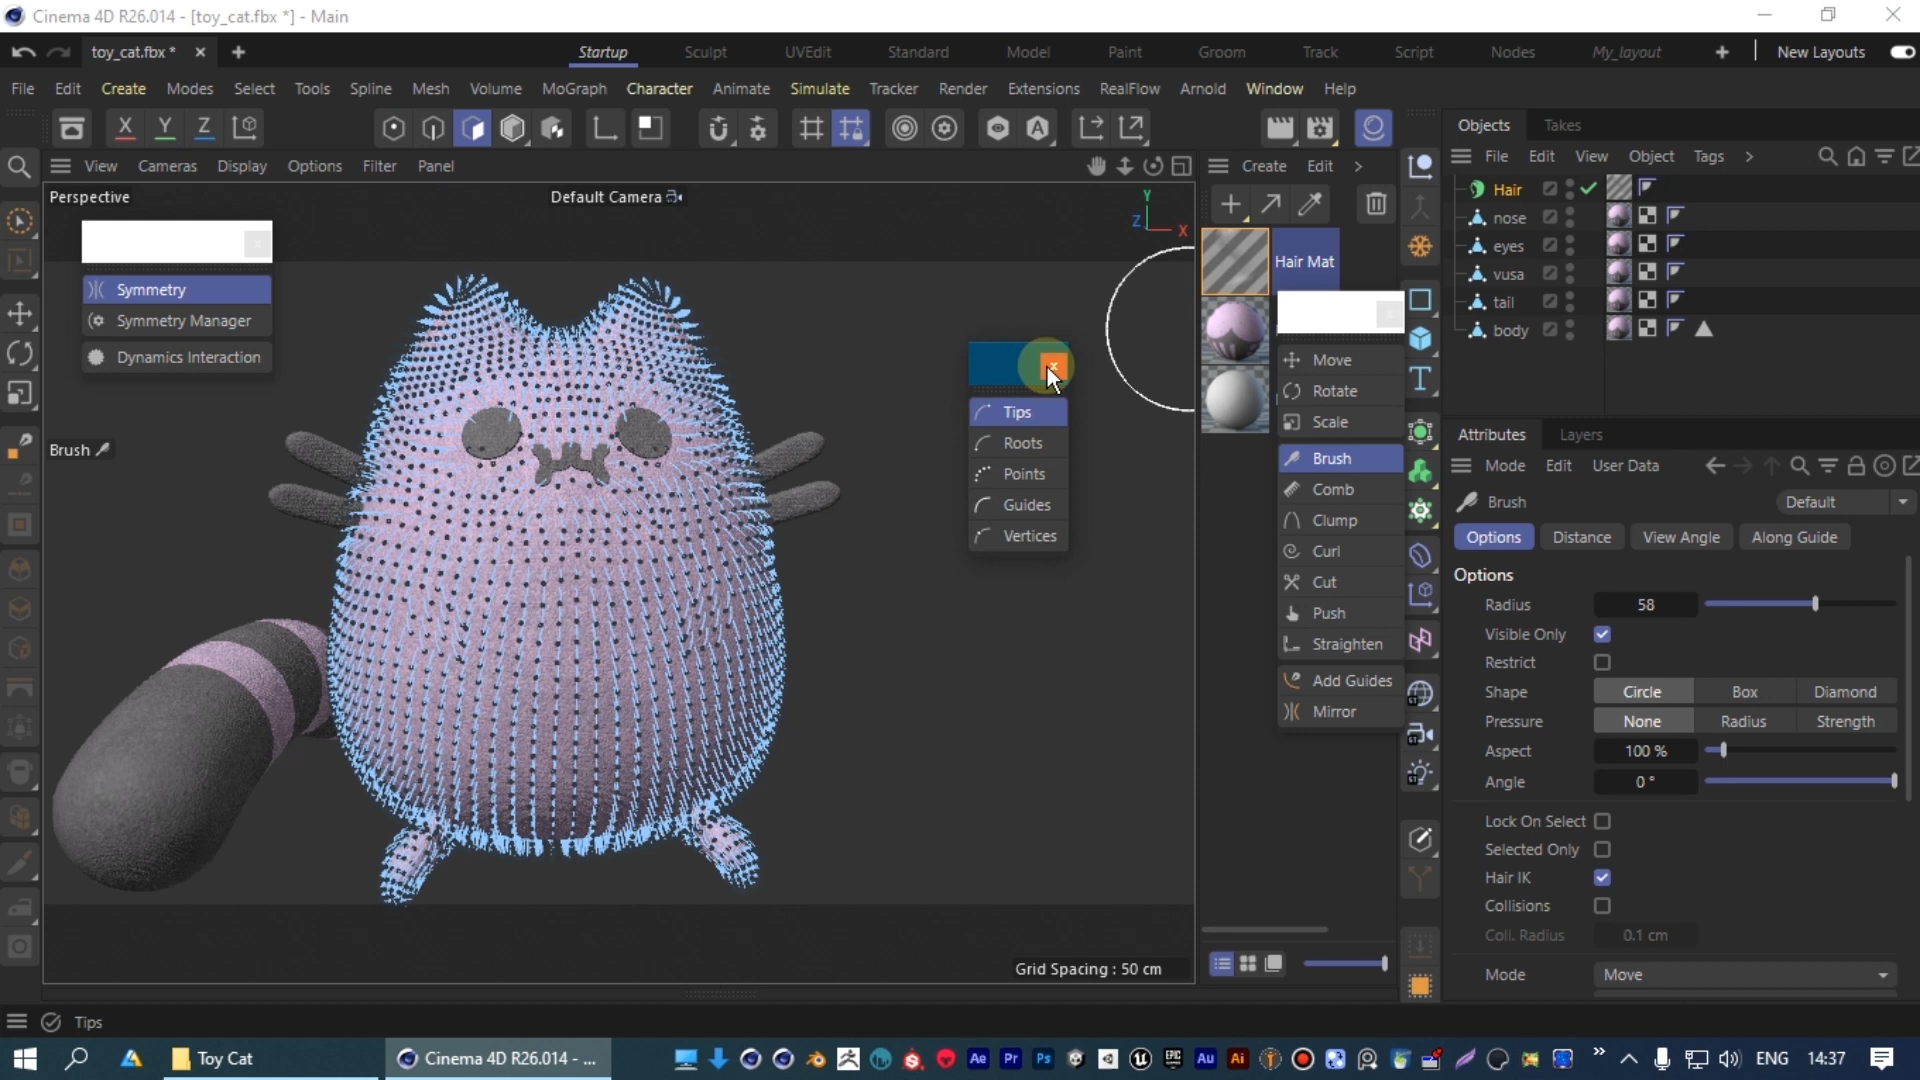 Cinema 4D R26.014 - [toy_cat.fbx *] - Main
toy_cat.fbx *
Startup Sculpt UVEdit Standard Model Paint Groom Track Script Nodes My_layout New Layouts
File Edit Create Modes Select Tools Spline Mesh Volume MoGraph Character Animate Simulate Tracker Render Extensions RealFlow Arnold Window Help
X Y Z
View Cameras Display Options Filter Panel
Perspective
Default Camera
Y
Z
X
Symmetry
Symmetry Manager
Dynamics Interaction
Brush
Tips
Roots
Points
Guides
Vertices
Grid Spacing : 50 cm
Create Edit
Hair Mat
Move
Rotate
Scale
Brush
Comb
Clump
Curl
Cut
Push
Straighten
Add Guides
Mirror
Objects Takes
File Edit View Object Tags
Hair
nose
eyes
vusa
tail
body
Attributes Layers
Mode Edit User Data
Brush Default
Options Distance View Angle Along Guide
Options
Radius 58
Visible Only
Restrict
Shape Circle Box Diamond
Pressure None Radius Strength
Aspect 100 %
Angle 0 °
Lock On Select
Selected Only
Hair IK
Collisions
Coll. Radius 0.1 cm
Mode Move
Tips
Toy Cat
Cinema 4D R26.014 - ...
Ae Pr Ps EPIC Au Ai
ENG 14:37